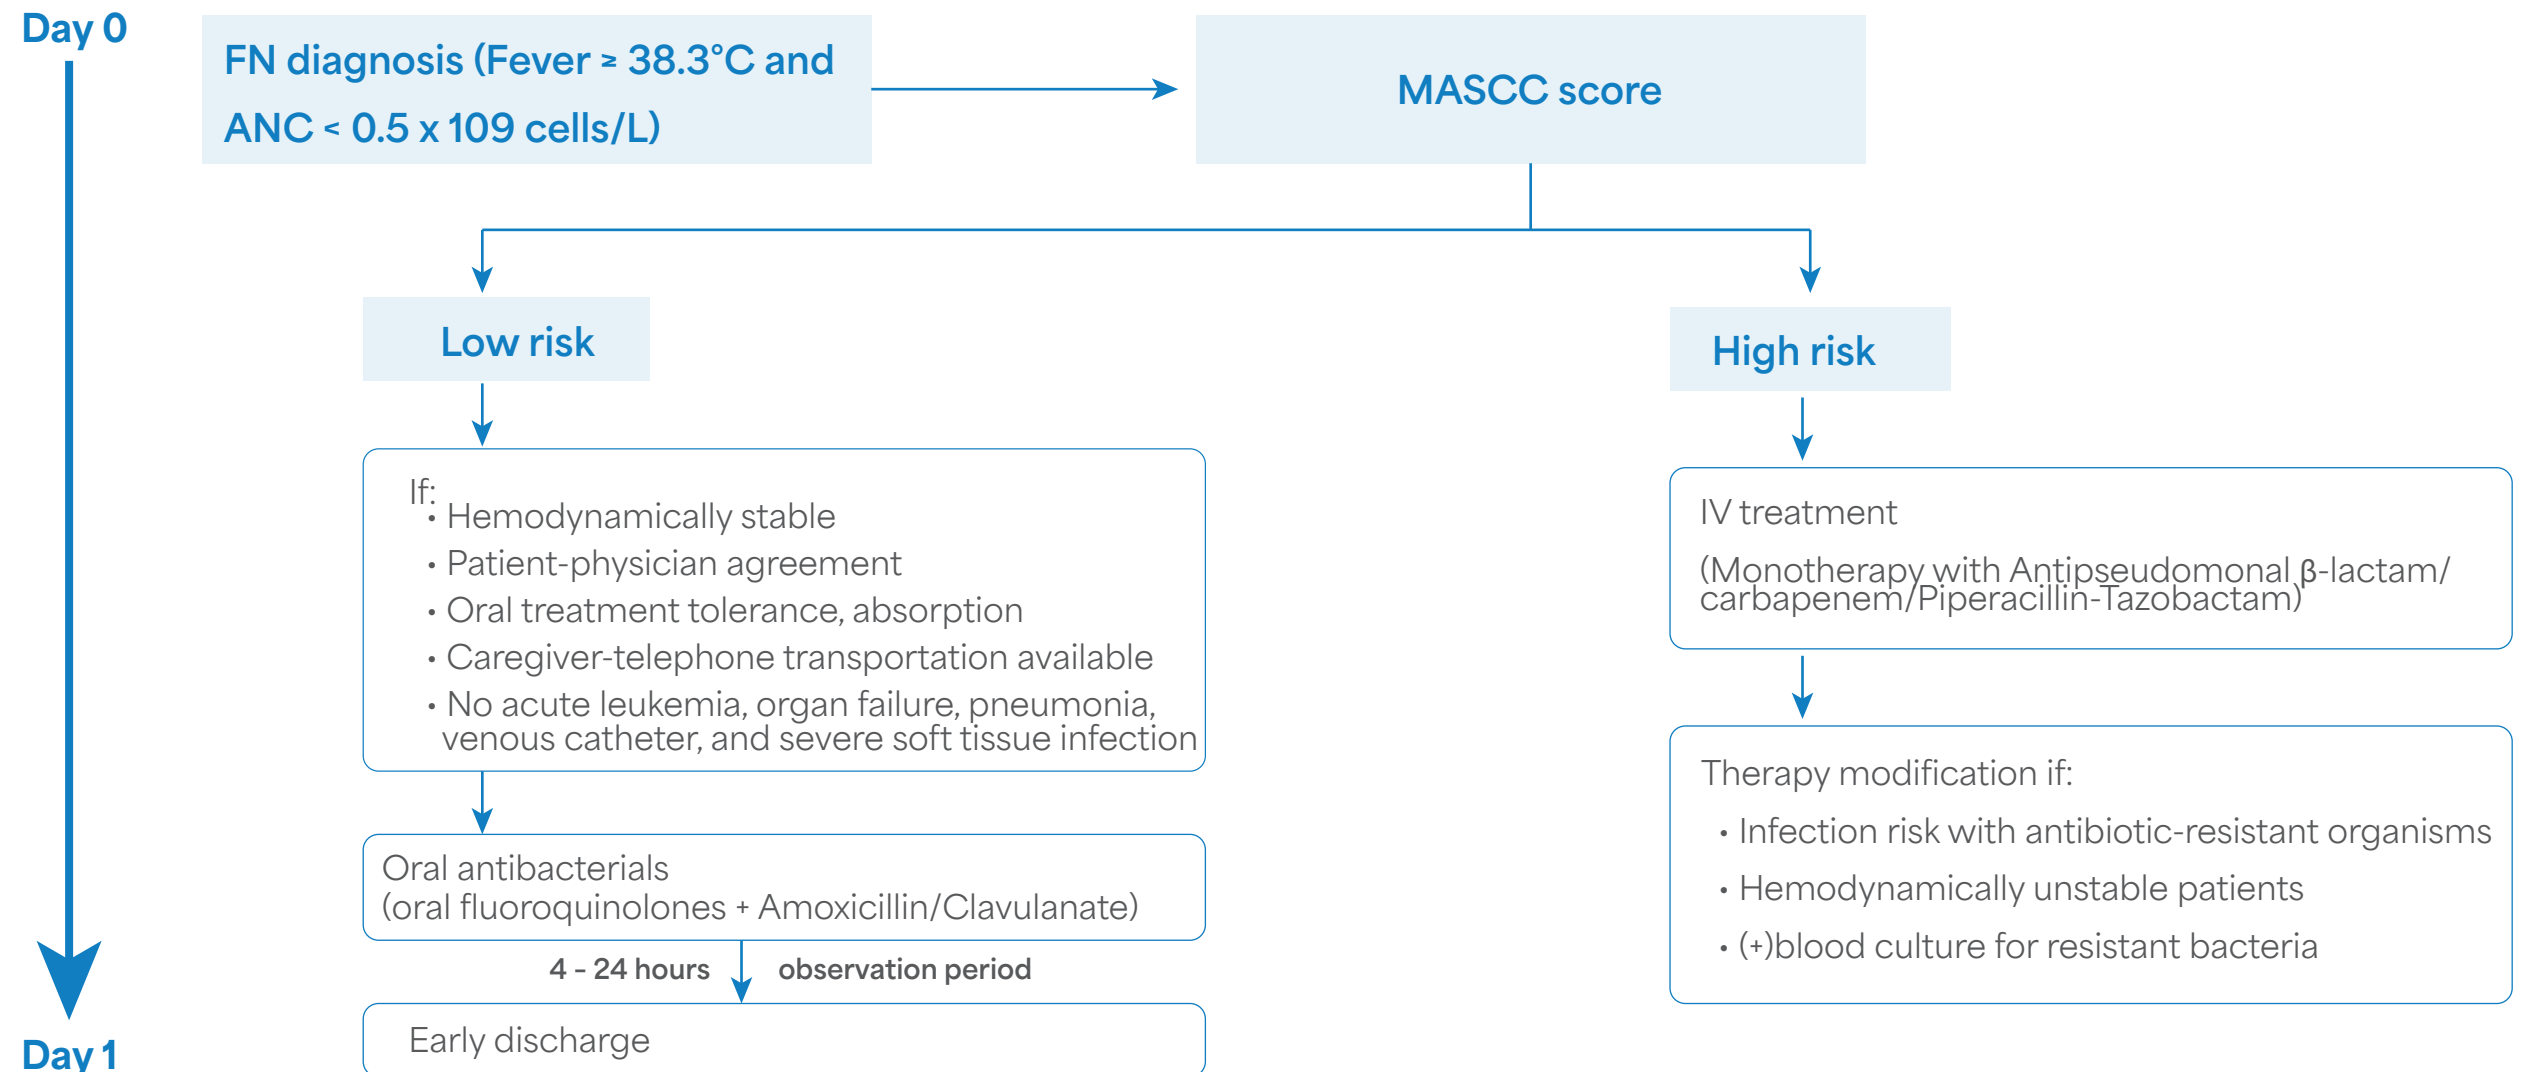 Day 0
FN diagnosis (Fever ≥ 38.3°C and
ANC < 0.5 x 109 cells/L)
MASCC score
Low risk
High risk
If:
• Hemodynamically stable
• Patient-physician agreement
• Oral treatment tolerance, absorption
• Caregiver-telephone transportation available
• No acute leukemia, organ failure, pneumonia,
venous catheter, and severe soft tissue infection
IV treatment
(Monotherapy with Antipseudomonal β-lactam/
carbapenem/Piperacillin-Tazobactam)
Therapy modification if:
• Infection risk with antibiotic-resistant organisms
• Hemodynamically unstable patients
• (+)blood culture for resistant bacteria
Oral antibacterials
(oral fluoroquinolones + Amoxicillin/Clavulanate)
4 – 24 hours observation period
Early discharge
Day 1